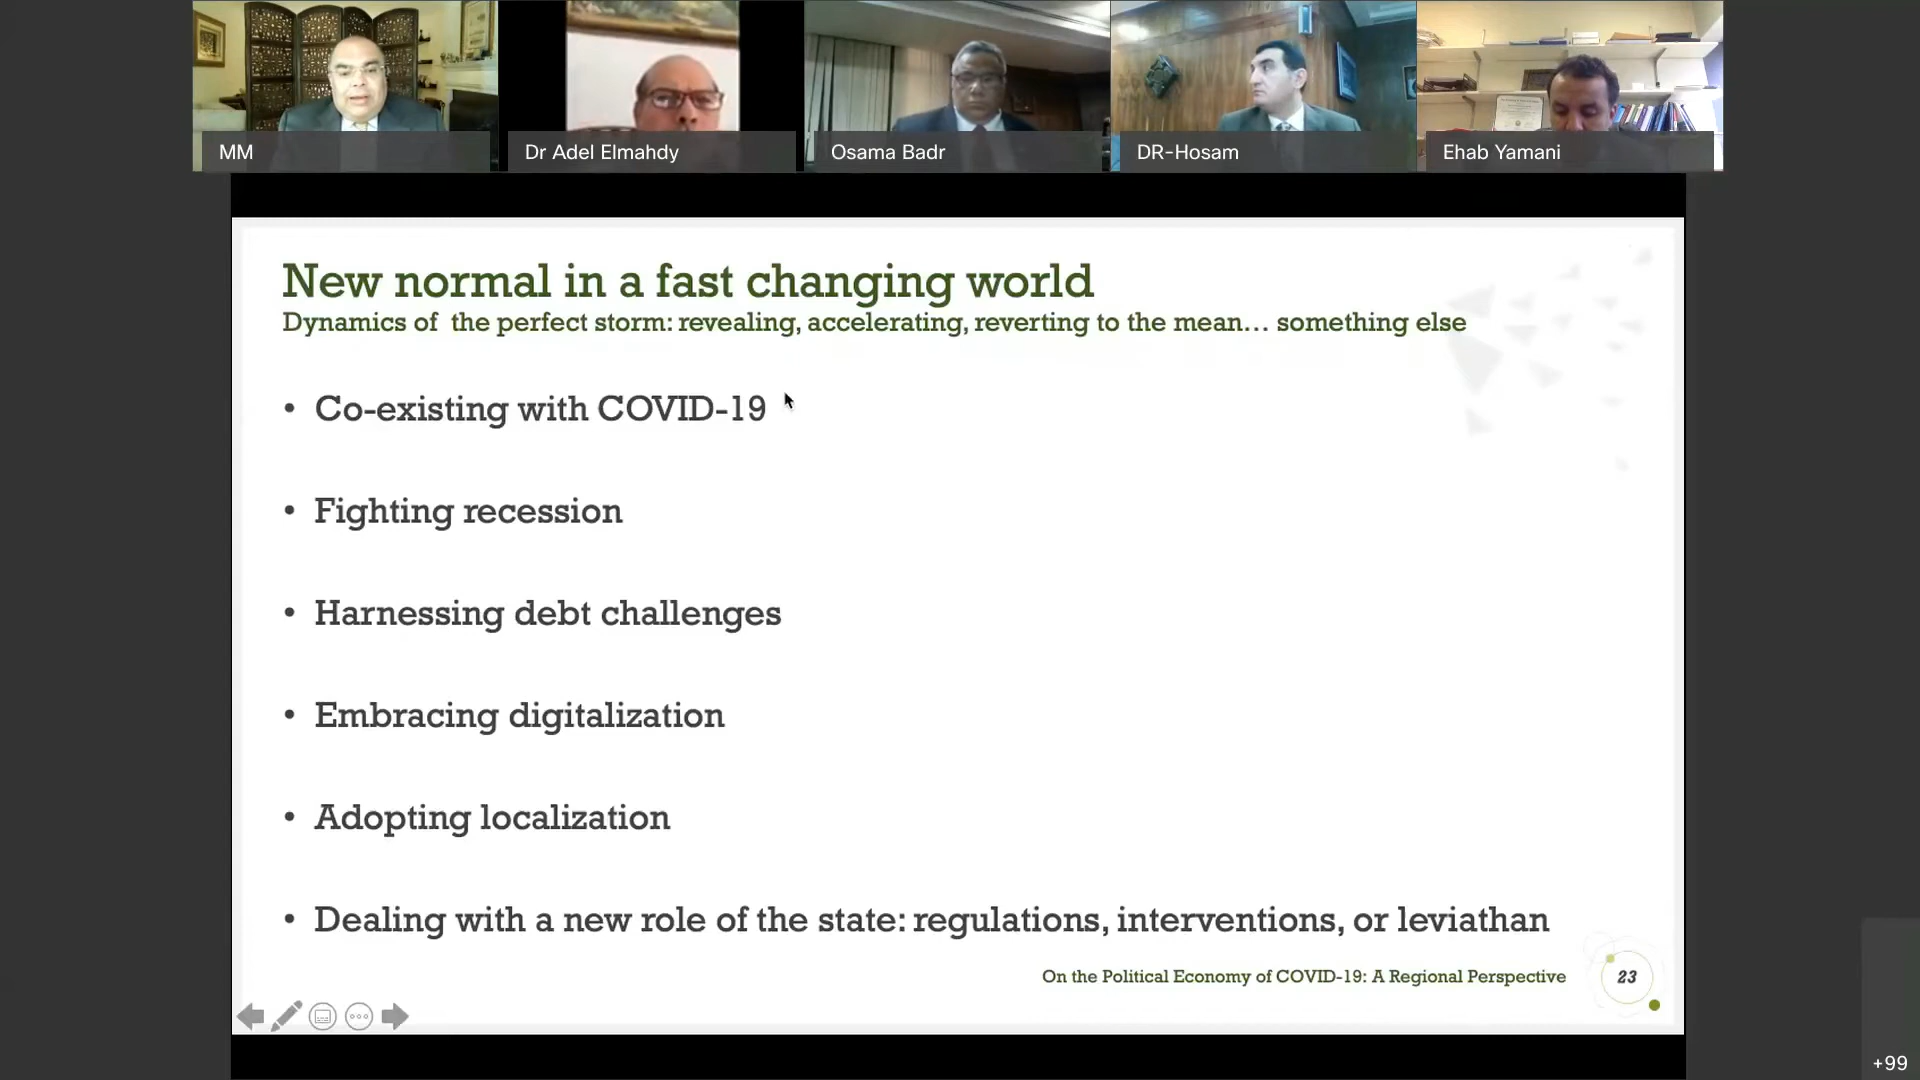 MM
Dr Adel Elmahdy
Osama Badr
DR-Hosam
Ehab Yamani
New normal in a fast changing world
Dynamics of the perfect storm: revealing, accelerating, reverting to the mean... something else
• Co-existing with COVID-19
• Fighting recession
• Harnessing debt challenges
• Embracing digitalization
• Adopting localization
• Dealing with a new role of the state: regulations, interventions, or leviathan
On the Political Economy of COVID-19: A Regional Perspective
23
+99